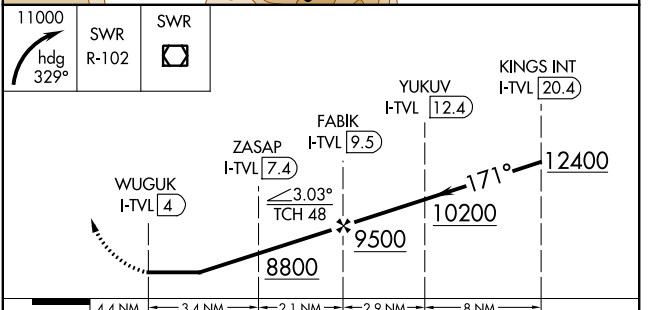 11000
hdg
329°
SWR
R-102
SWR
KINGS INT
I-TVL 20.4
YUKUV
I-TVL 12.4
FABIK
I-TVL 9.5
ZASAP
I-TVL 7.4
WUGUK
I-TVL 4
3.03°
TCH 48
171°
12400
10200
9500
8800
4.4 NM
3.4 NM
2.1 NM
2.9 NM
8 NM